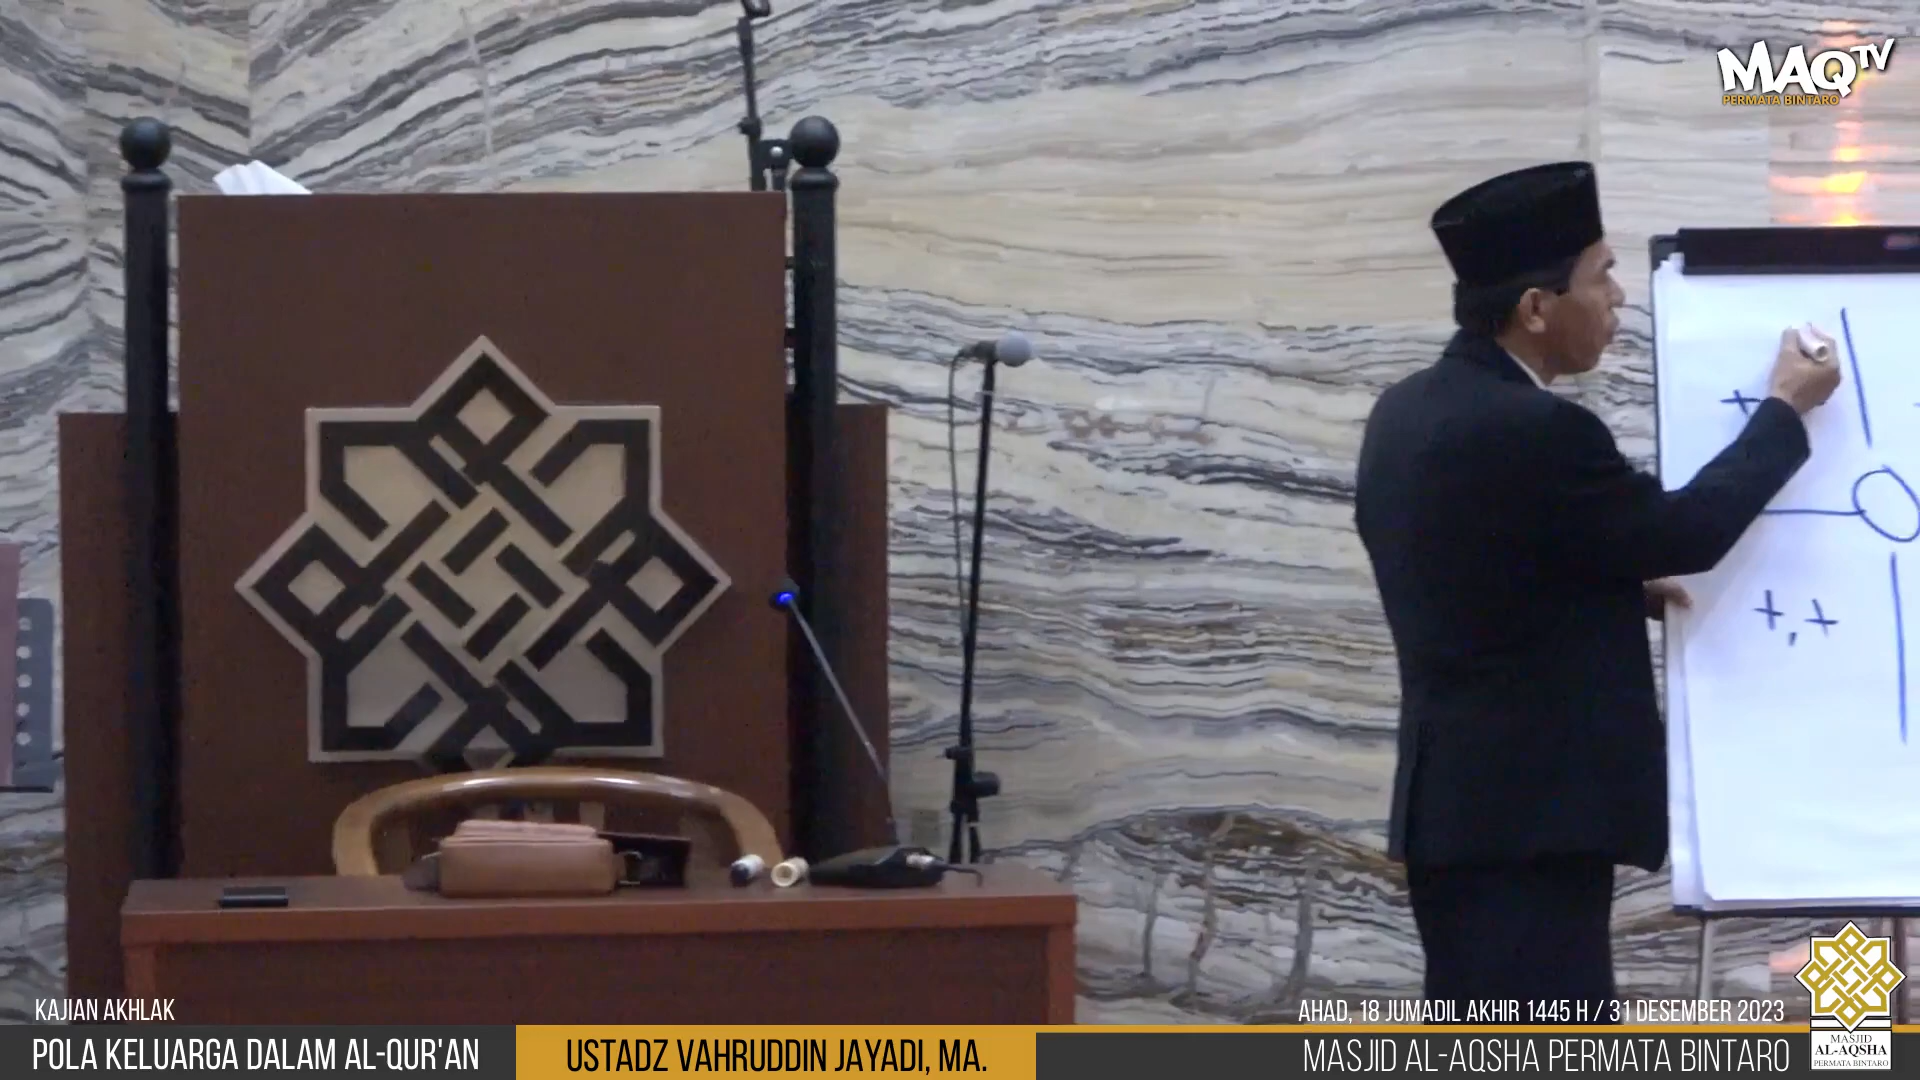 MAQTV
PERMATA BINTARO
+
+, +
KAJIAN AKHLAK
AHAD, 18 JUMADIL AKHIR 1445 H / 31 DESEMBER 2023
POLA KELUARGA DALAM AL-QUR'AN
USTADZ VAHRUDDIN JAYADI, MA.
MASJID AL-AQSHA PERMATA BINTARO
MASJID
AL-AQSHA
PERMATA BINTARO